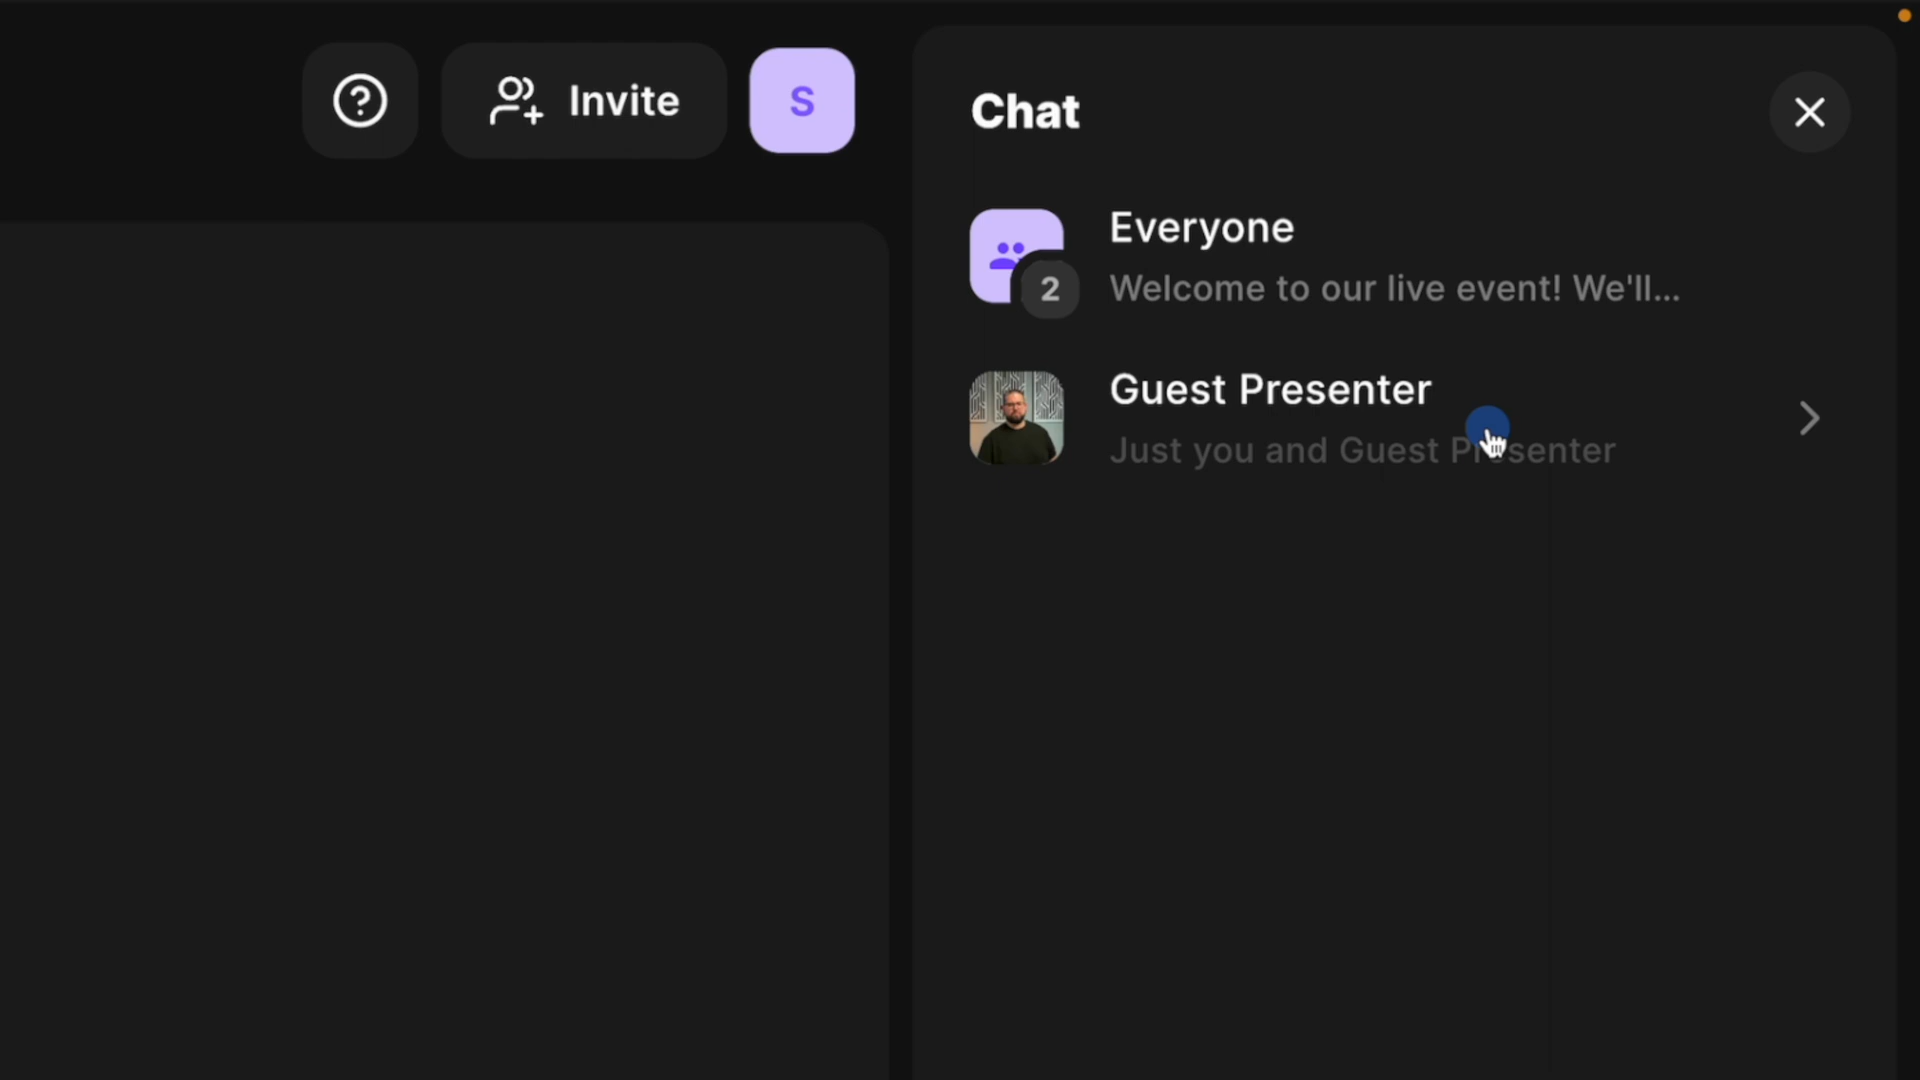 Invite
S
Chat
Everyone
2
Welcome to our live event! We'll...
Guest Presenter
Just you and Guest Presenter